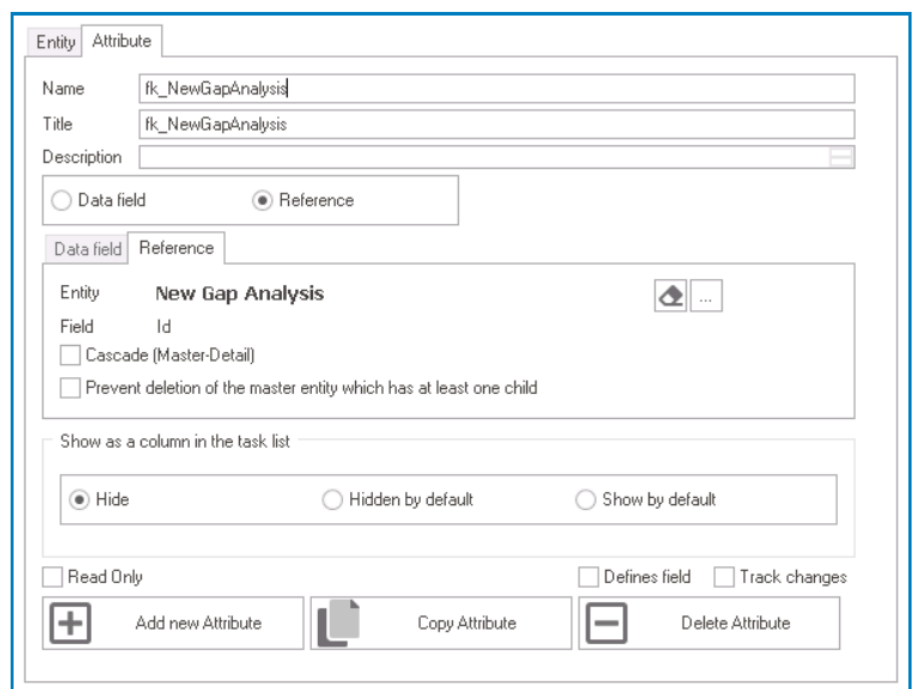 Entity Attribute
Name fk_NewGapAnalysis
Title fk_NewGapAnalysis
Description
Data field Reference
Data field Reference
Entity New Gap Analysis ...
Field Id
Cascade (Master-Detail)
Prevent deletion of the master entity which has at least one child
Show as a column in the task list
Hide Hidden by default Show by default
Read Only Defines field Track changes
Add new Attribute Copy Attribute Delete Attribute